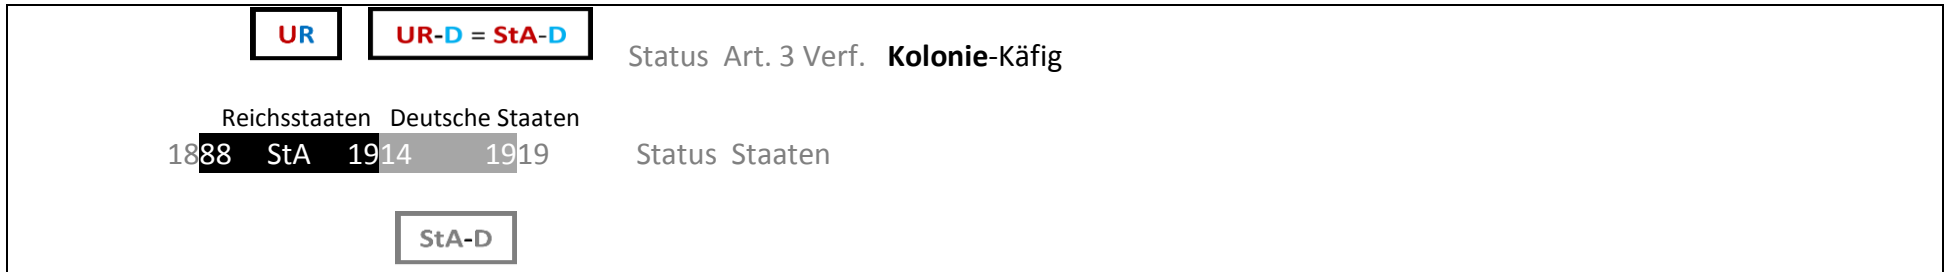 UR UR-D = StA-D Status Art. 3 Verf. Kolonie-Käfig
Reichsstaaten Deutsche Staaten
1888 StA 1914 1919 Status Staaten
StA-D